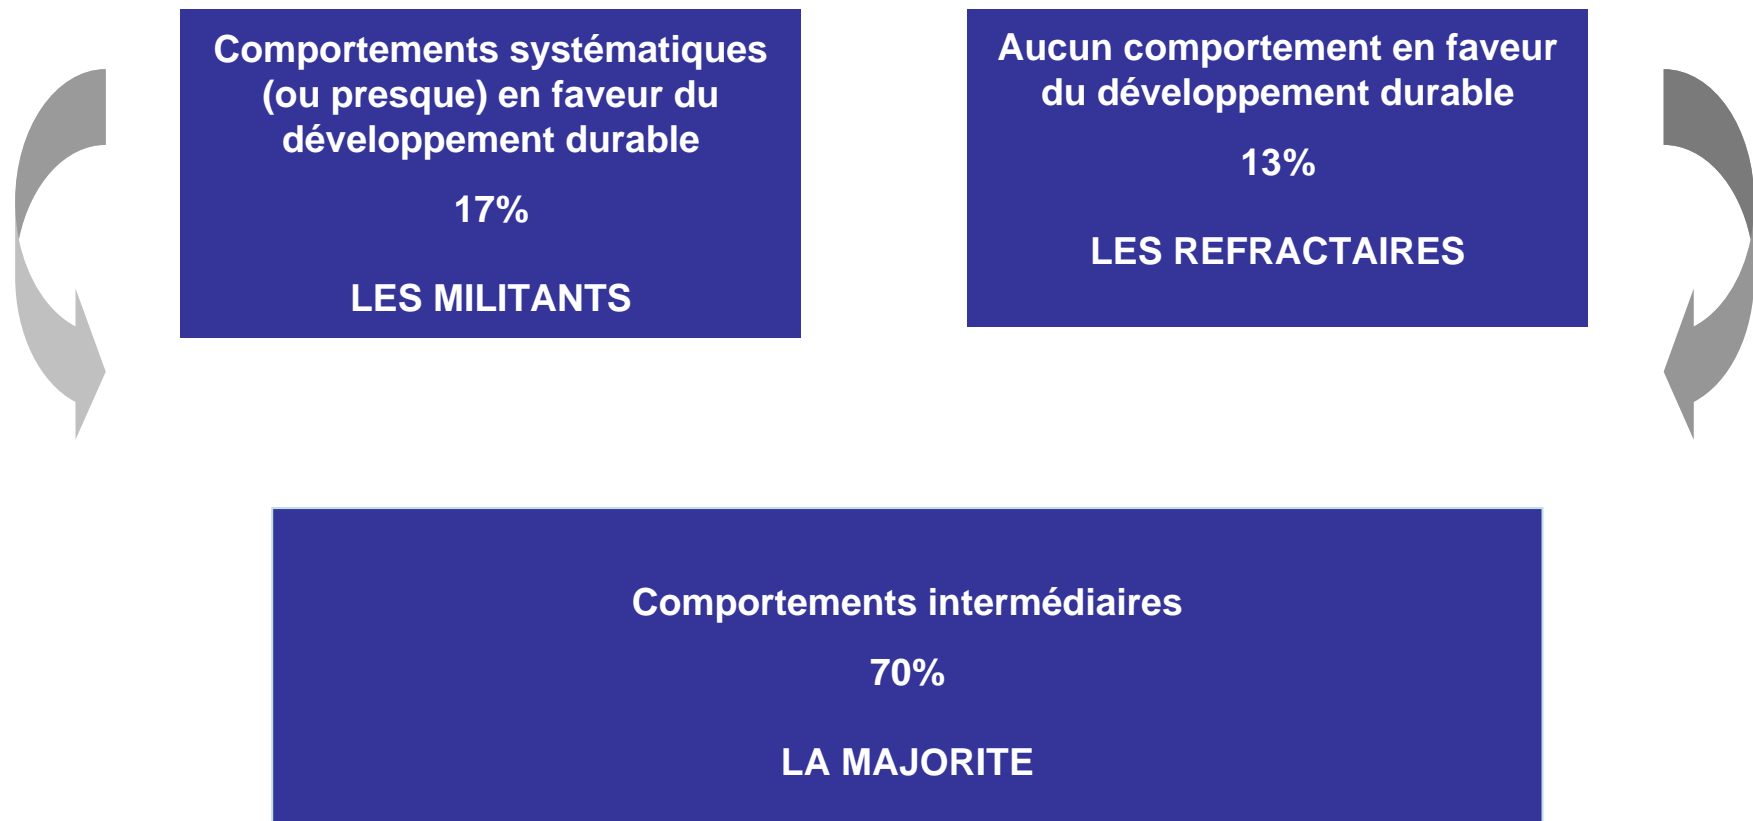 Comportements systématiques
(ou presque) en faveur du
développement durable
17%
LES MILITANTS
Aucun comportement en faveur
du développement durable
13%
LES REFRACTAIRES
Comportements intermédiaires
70%
LA MAJORITE